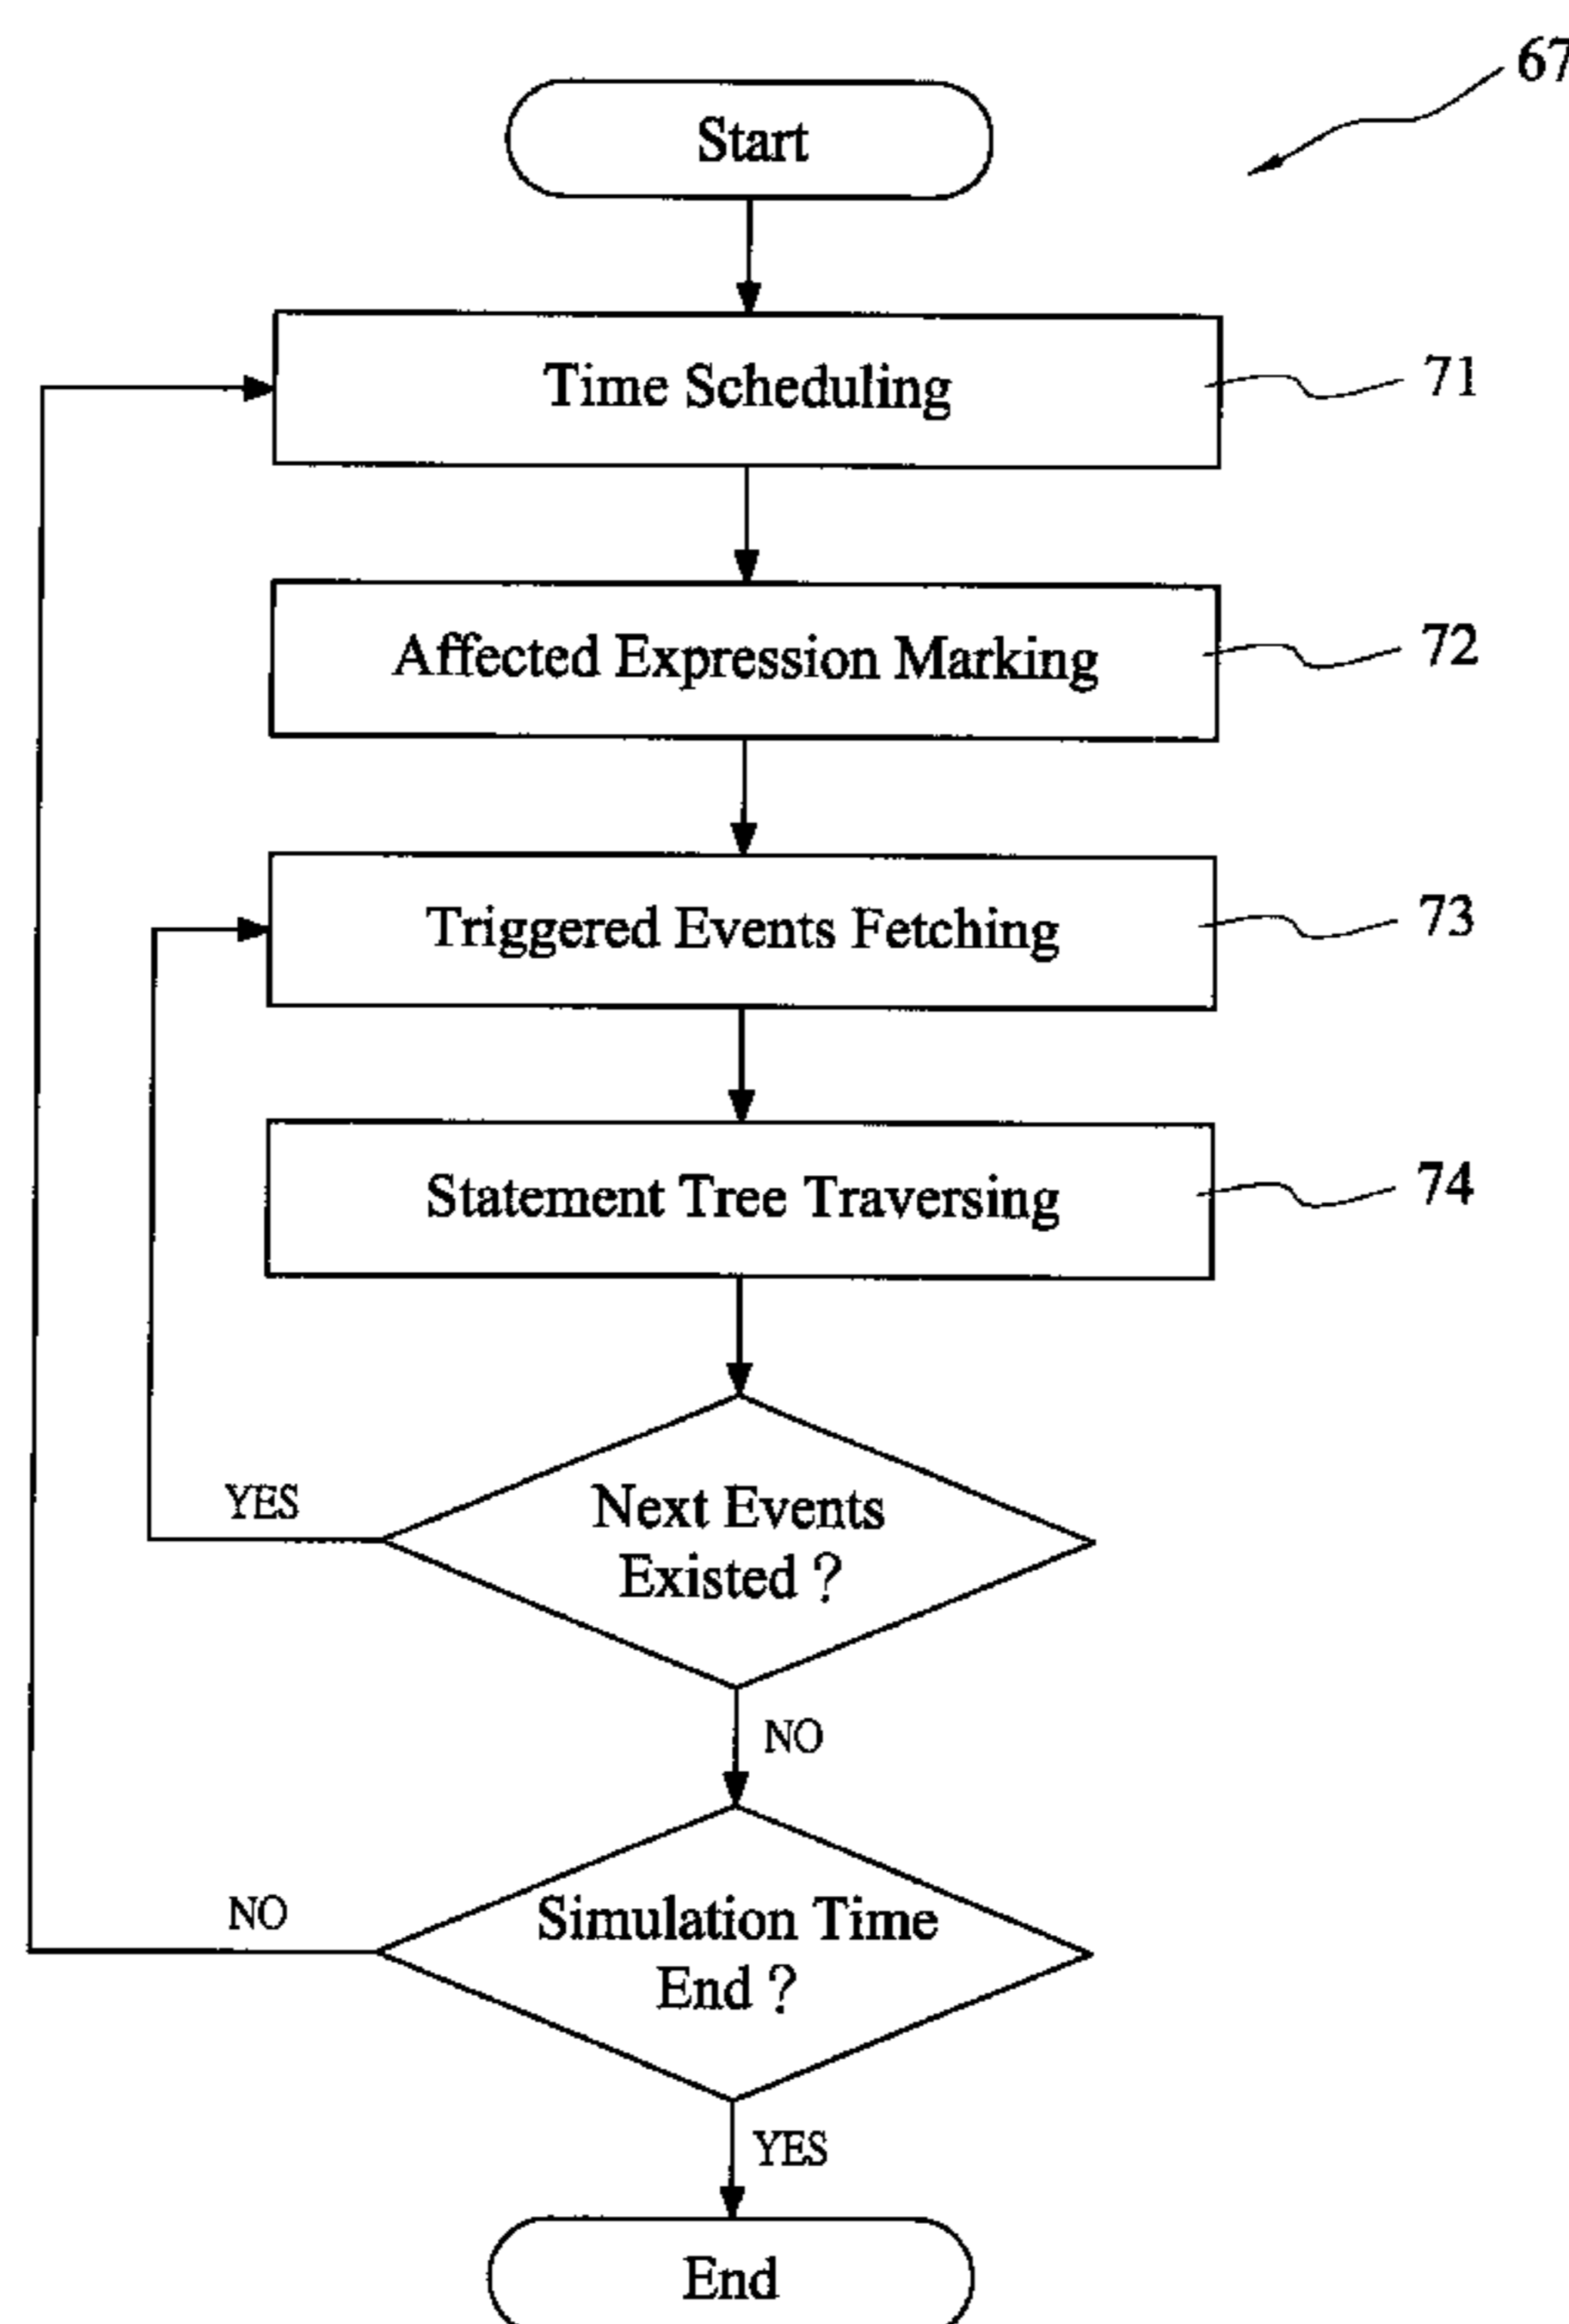 67
Start
Time Scheduling
71
Affected Expression Marking
72
Triggered Events Fetching
73
Statement Tree Traversing
74
Next Events
Existed ?
YES
NO
Simulation Time
End ?
NO
YES
End